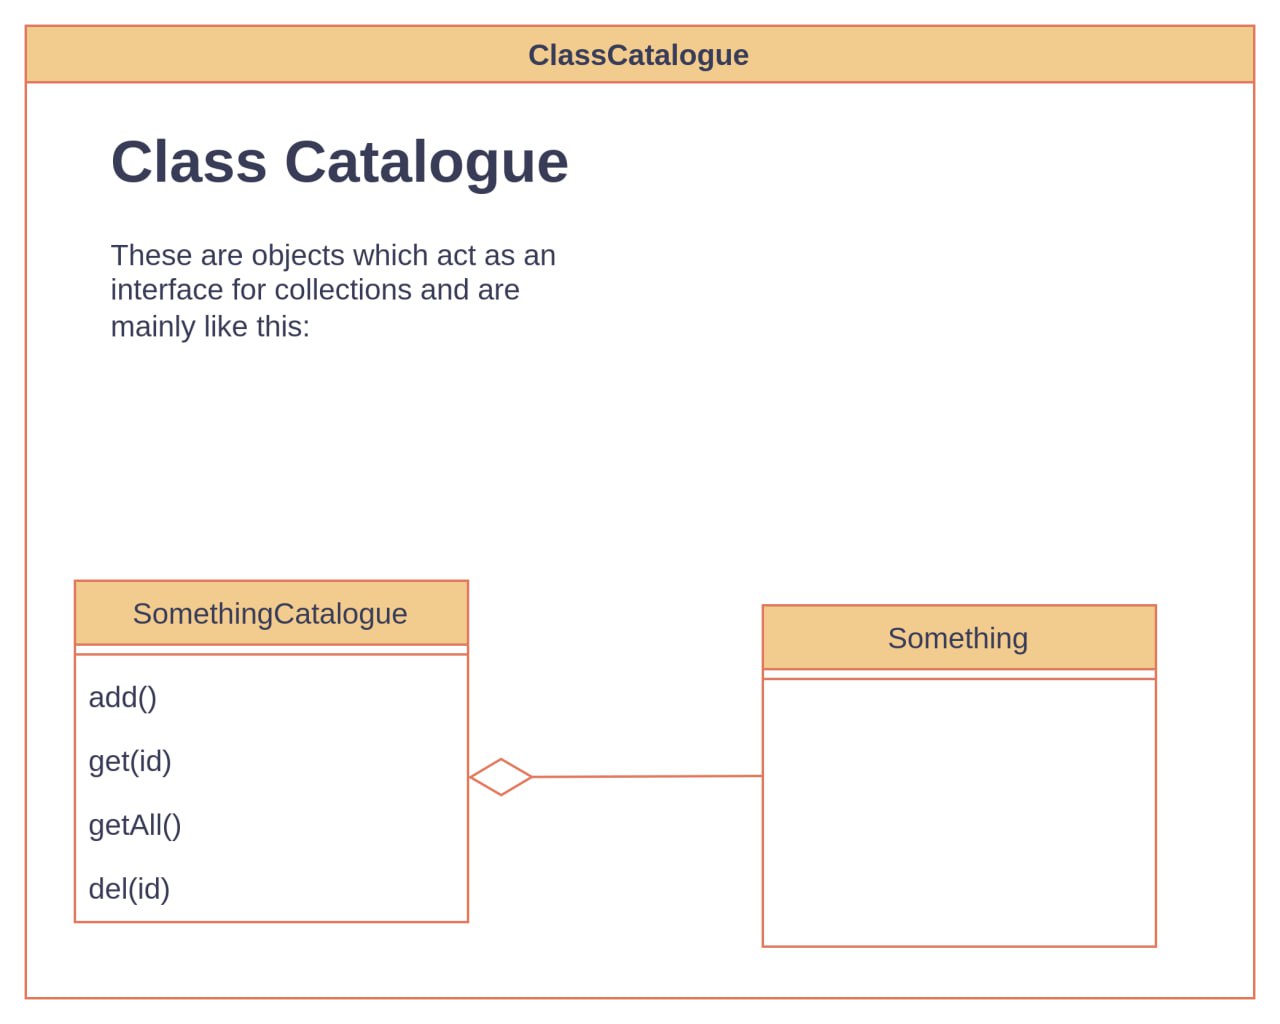 ClassCatalogue
Class Catalogue
These are objects which act as an
interface for collections and are
mainly like this:
SomethingCatalogue
add()
get(id)
getAll()
del(id)
Something